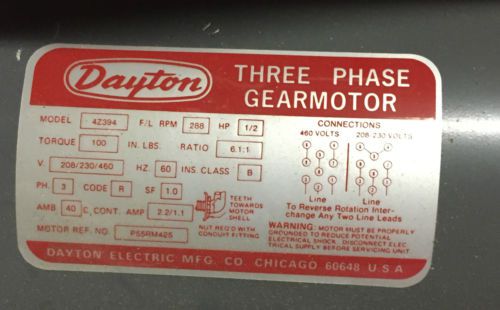 Dayton
THREE PHASE
GEARMOTOR
MODEL 4Z394 F/L RPM 288 HP 1/2
TORQUE 100 IN. LBS. RATIO 6.1:1
V. 208/230/460 HZ. 60 INS. CLASS B
PH. 3 CODE R SF 1.0
AMB 40 C, CONT. AMP 2.2/1.1
TEETH
TOWARDS
MOTOR
SHELL
MOTOR REF. NO. P55RM425
NUT REQ'D WITH
CONDUIT FITTING
CONNECTIONS
460 VOLTS 208-230 VOLTS
Line Line
To Reverse Rotation Inter-
change Any Two Line Leads
WARNING: MOTOR MUST BE PROPERLY
GROUNDED TO REDUCE POTENTIAL
ELECTRICAL SHOCK. DISCONNECT ELEC
TRICAL SUPPLY BEFORE SERVICING UNIT.
DAYTON ELECTRIC MFG. CO. CHICAGO 60648 U.S.A